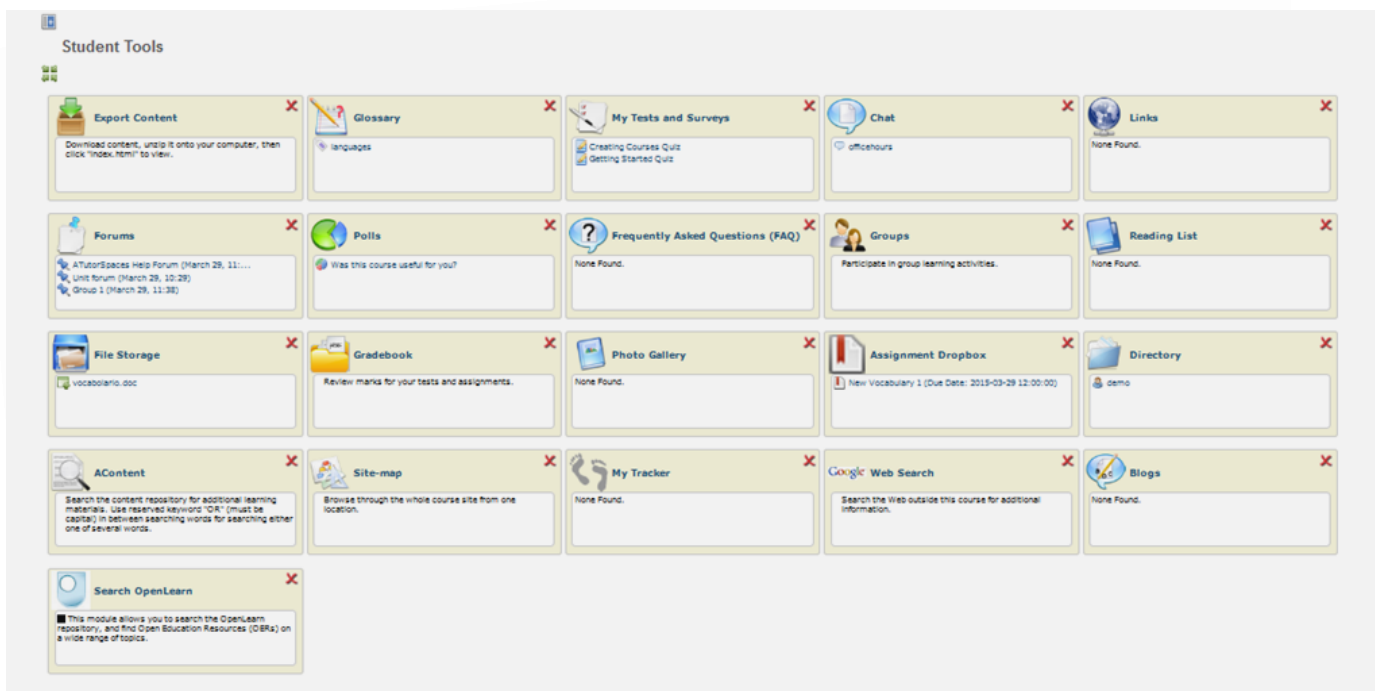 Student Tools
Export Content
Download content, unzip it onto your computer, then
click "index.html" to view.
Glossary
languages
My Tests and Surveys
Creating Courses Quiz
Getting Started Quiz
Chat
officehours
Links
None Found.
Forums
ATutorSpaces Help Forum (March 29, 11:...
Unit forum (March 29, 10:29)
Group 1 (March 29, 11:38)
Polls
Was this course useful for you?
Frequently Asked Questions (FAQ)
None Found.
Groups
Participate in group learning activities.
Reading List
None Found.
File Storage
vocabolario.doc
Gradebook
Review marks for your tests and assignments.
Photo Gallery
None Found.
Assignment Dropbox
New Vocabulary 1 (Due Date: 2015-03-29 12:00:00)
Directory
demo
AContent
Search the content repository for additional learning
materials. Use reserved keyword "OR" (must be
capital) in between searching words for searching either
one of several words.
Site-map
Browse through the whole course site from one
location.
My Tracker
None Found.
Google Web Search
Search the Web outside this course for additional
information.
Blogs
None Found.
Search OpenLearn
This module allows you to search the OpenLearn
repository, and find Open Education Resources (OERs) on
a wide range of topics.